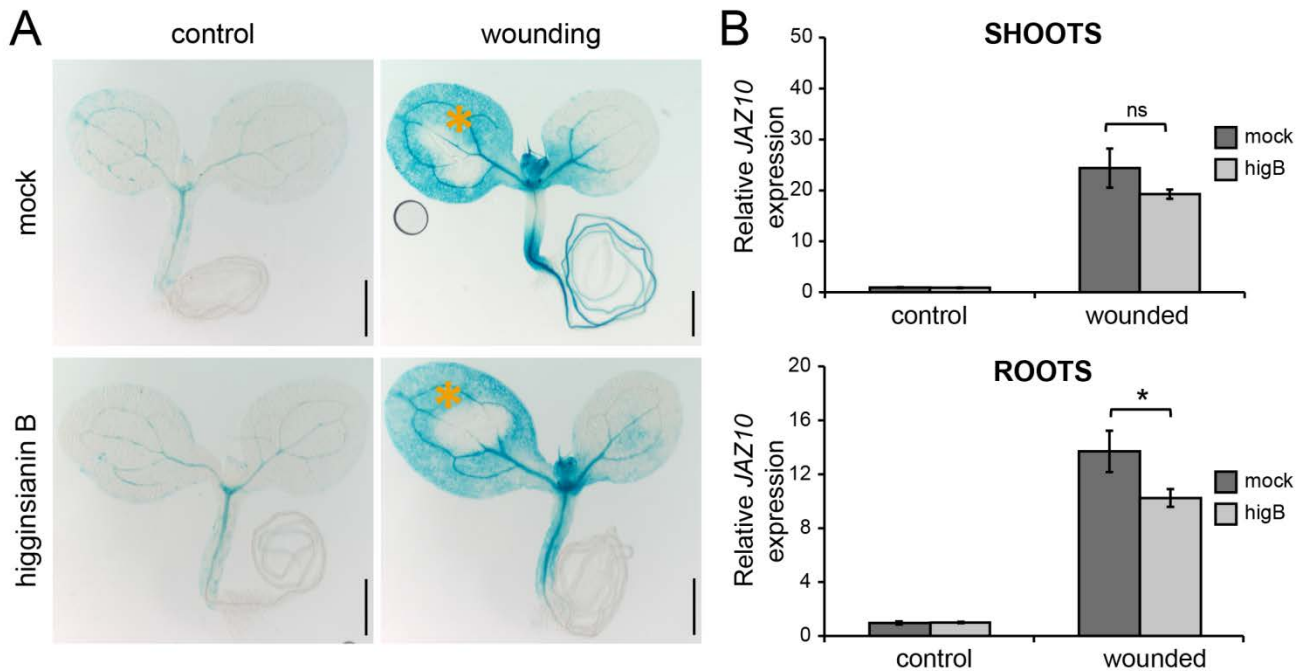 A
control
wounding
mock
higginsianin B
*
*
B
SHOOTS
Relative JAZ10
expression
50
40
30
20
10
0
ns
mock
higB
control
wounded
ROOTS
Relative JAZ10
expression
20
16
12
8
4
0
*
mock
higB
control
wounded